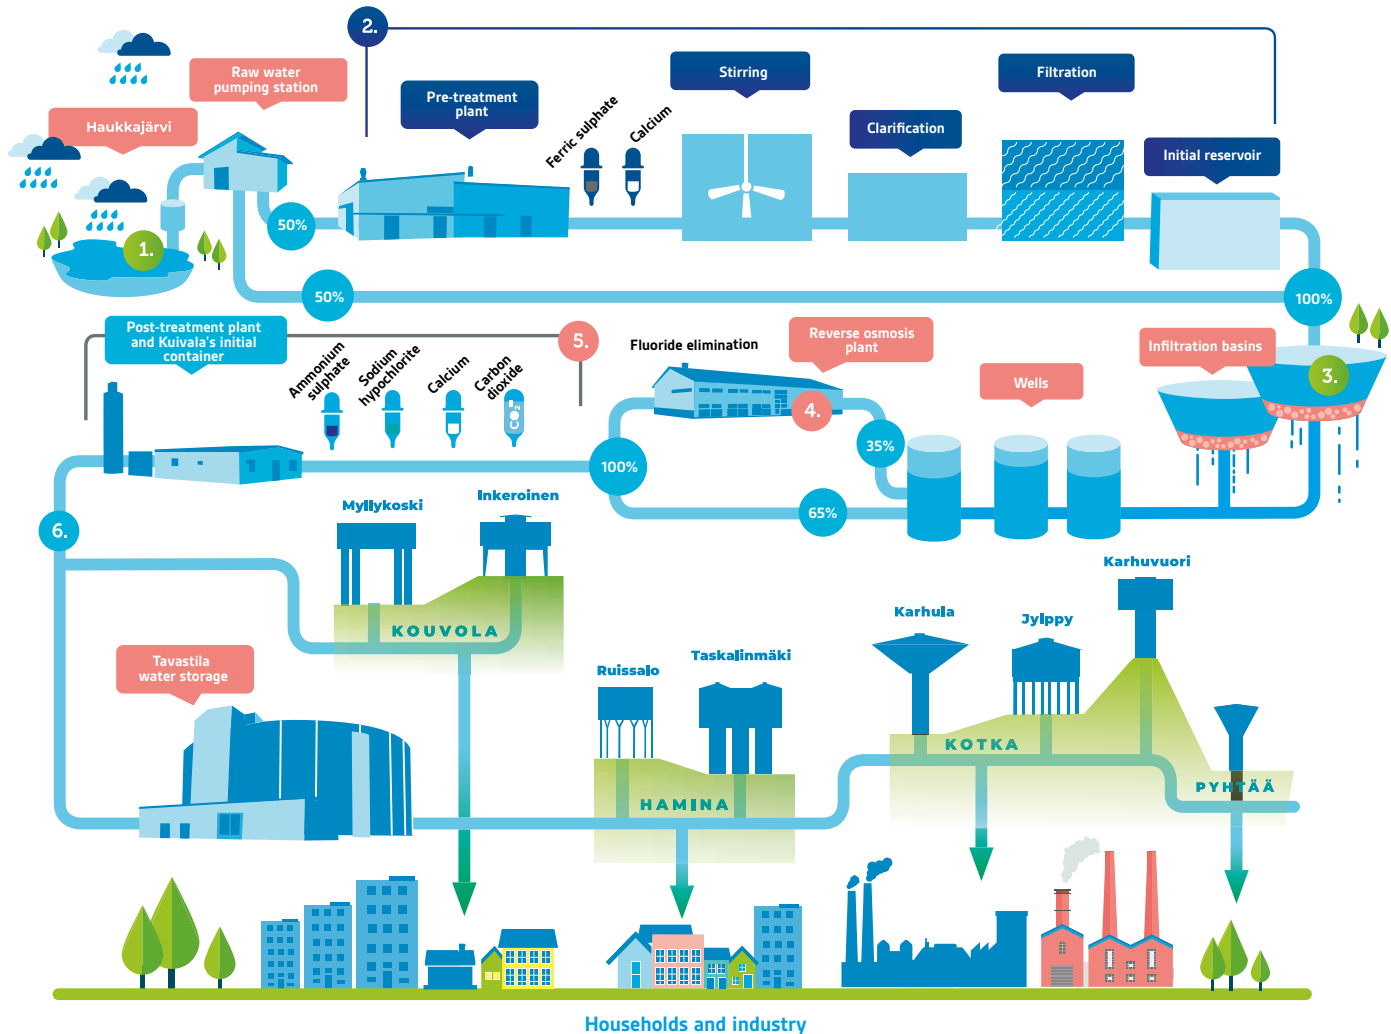 2.
Raw water
pumping station
Haukkajärvi
Pre-treatment
plant
Ferric sulphate
Calcium
Stirring
Clarification
Filtration
Initial reservoir
1.
50%
50%
100%
Post-treatment plant
and Kuivala's initial
container
Ammonium
sulphate
Sodium
hypochlorite
Calcium
Carbon
dioxide
CO2
5.
Fluoride elimination
Reverse osmosis
plant
4.
Wells
Infiltration basins
3.
35%
100%
65%
6.
Myllykoski
Inkeroinen
KOUVOLA
Tavastila
water storage
Ruissalo
Taskalinmäki
HAMINA
Karhula
Jylppy
Karhuvuori
KOTKA
PYHTÄÄ
Households and industry